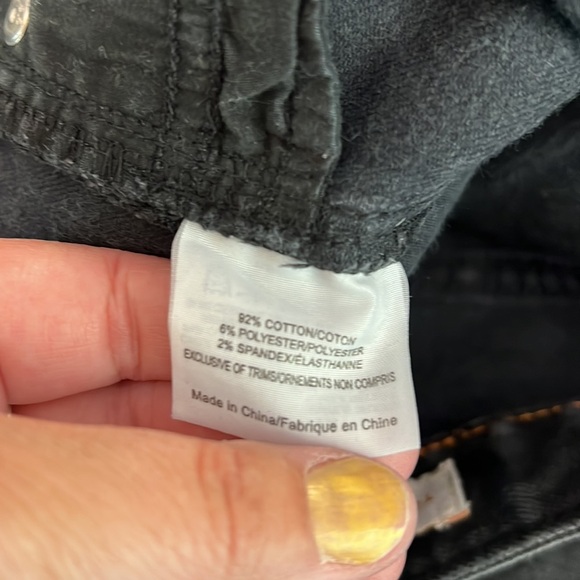 92% COTTON/COTON
6% POLYESTER/POLYESTER
2% SPANDEX/ÉLASTHANNE
EXCLUSIVE OF TRIMS/ORNEMENTS NON COMPRIS
Made in China/Fabrique en Chine